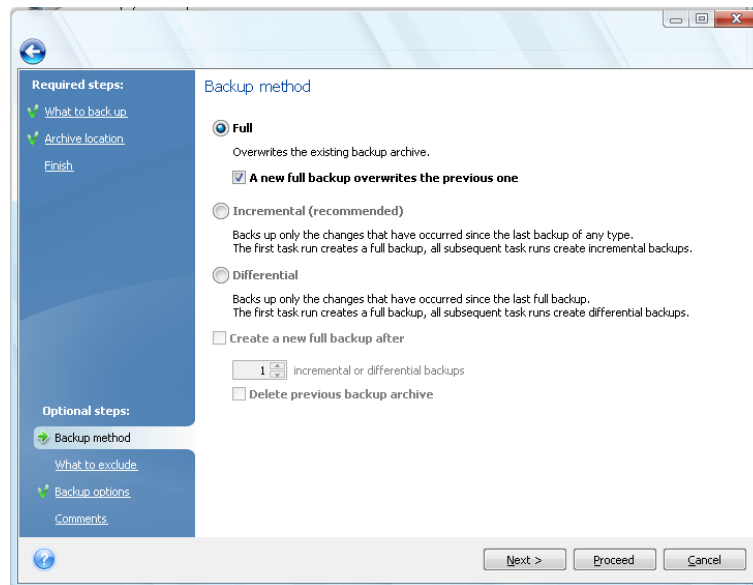 Required steps:
What to back up
Archive location
Finish
Backup method
Full
Overwrites the existing backup archive.
A new full backup overwrites the previous one
Incremental (recommended)
Backs up only the changes that have occurred since the last backup of any type.
The first task run creates a full backup, all subsequent task runs create incremental backups.
Differential
Backs up only the changes that have occurred since the last full backup.
The first task run creates a full backup, all subsequent task runs create differential backups.
Create a new full backup after
1 incremental or differential backups
Delete previous backup archive
Optional steps:
Backup method
What to exclude
Backup options
Comments
Next > Proceed Cancel